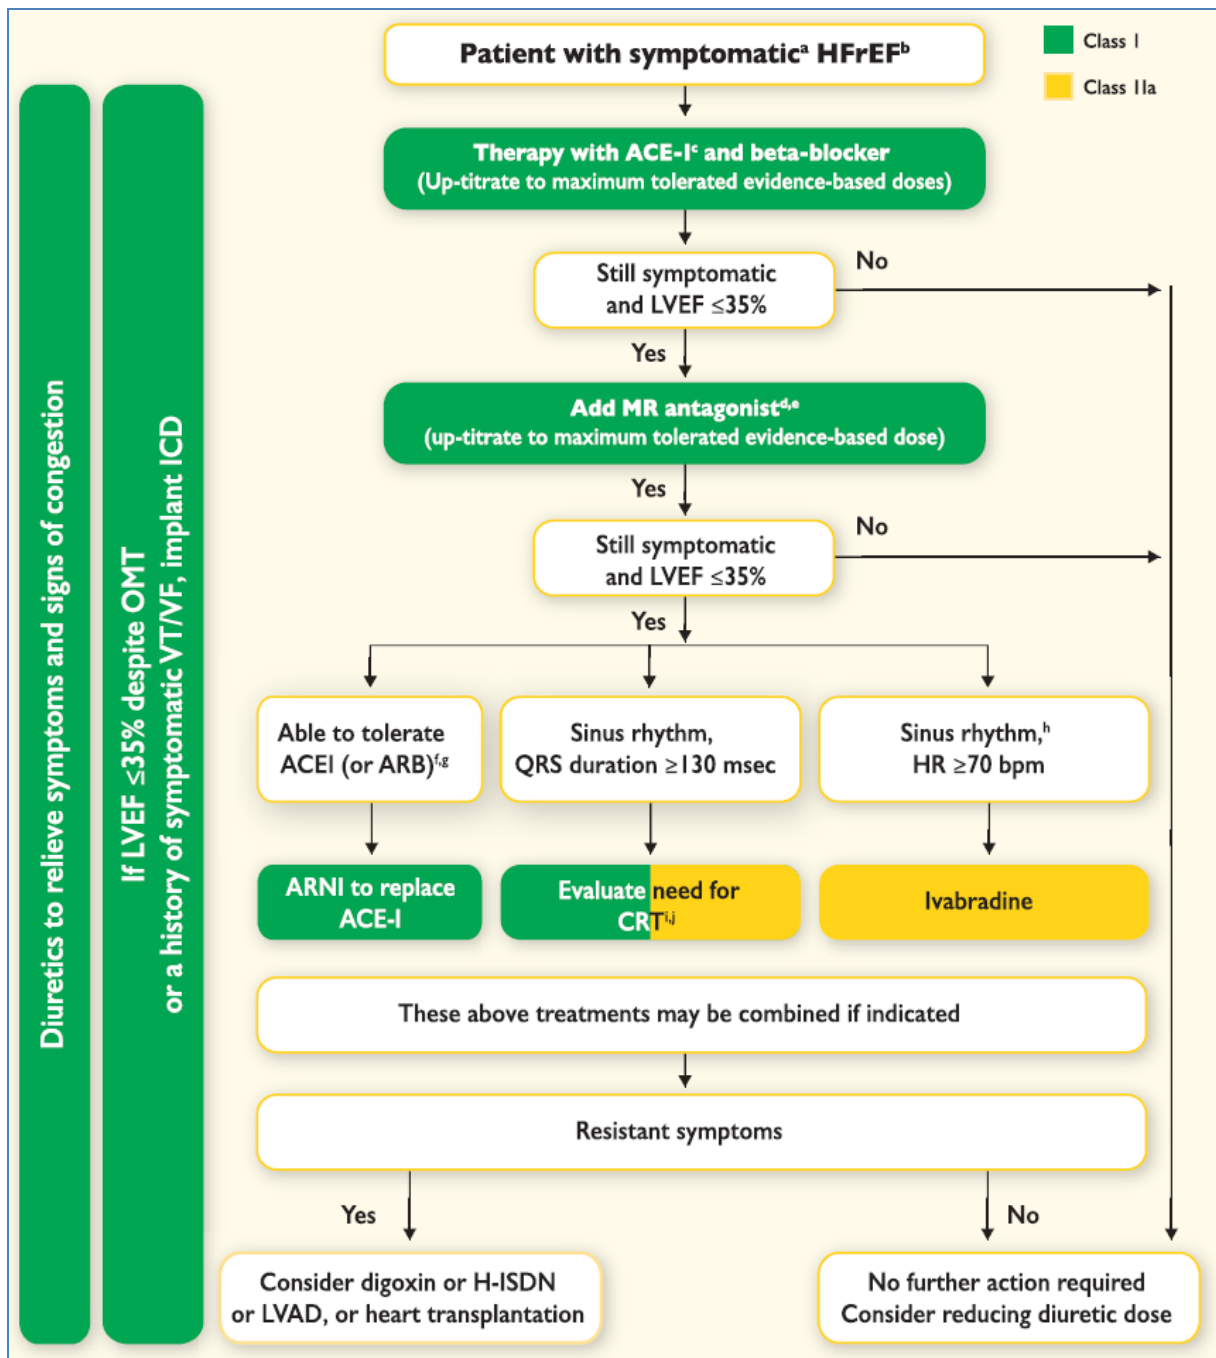 Patient with symptomaticᵃ HFrEFᵇ
Class I
Class IIa
Therapy with ACE-Iᶜ and beta-blocker
(Up-titrate to maximum tolerated evidence-based doses)
Still symptomatic
and LVEF ≤35%
No
Yes
Add MR antagonistᵈ,ᵉ
(up-titrate to maximum tolerated evidence-based dose)
Yes
Still symptomatic
and LVEF ≤35%
No
Yes
Able to tolerate
ACEI (or ARB)ᶠ,ᵍ
Sinus rhythm,
QRS duration ≥130 msec
Sinus rhythm,ʰ
HR ≥70 bpm
ARNI to replace
ACE-I
Evaluate need for
CRTⁱ,ʲ
Ivabradine
These above treatments may be combined if indicated
Resistant symptoms
Yes
No
Consider digoxin or H-ISDN
or LVAD, or heart transplantation
No further action required
Consider reducing diuretic dose
Diuretics to relieve symptoms and signs of congestion
If LVEF ≤35% despite OMT
or a history of symptomatic VT/VF, implant ICD